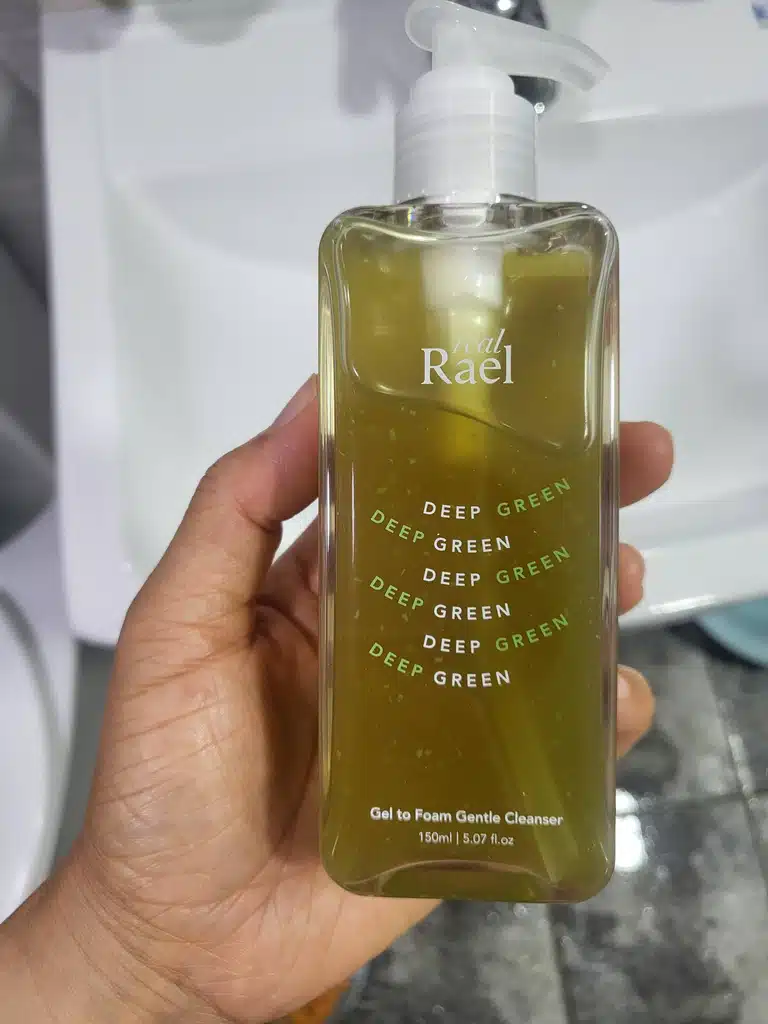 real
Rael
DEEP GREEN
DEEP GREEN
DEEP GREEN
DEEP GREEN
DEEP GREEN
DEEP GREEN
Gel to Foam Gentle Cleanser
150ml | 5.07 fl.oz